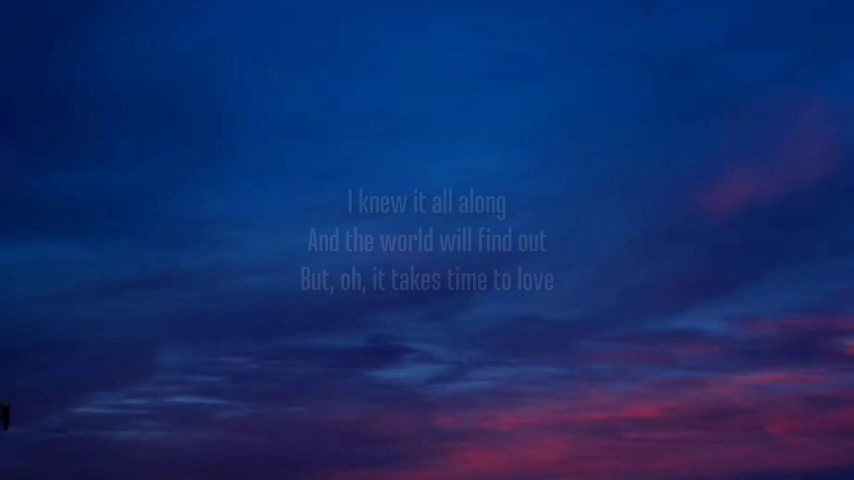 I knew it all along
And the world will find out
But, oh, it takes time to love